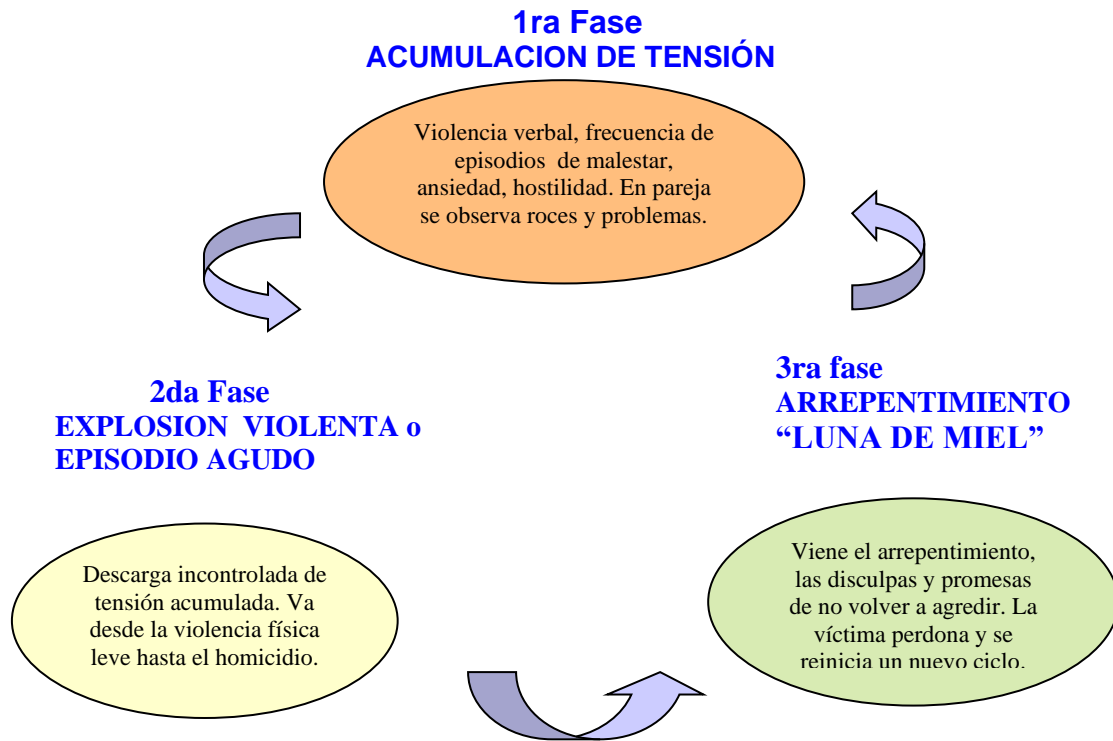 1ra Fase
ACUMULACION DE TENSIÓN
Violencia verbal, frecuencia de
episodios de malestar,
ansiedad, hostilidad. En pareja
se observa roces y problemas.
2da Fase
EXPLOSION VIOLENTA o
EPISODIO AGUDO
Descarga incontrolada de
tensión acumulada. Va
desde la violencia física
leve hasta el homicidio.
3ra fase
ARREPENTIMIENTO
“LUNA DE MIEL”
Viene el arrepentimiento,
las disculpas y promesas
de no volver a agredir. La
víctima perdona y se
reinicia un nuevo ciclo.